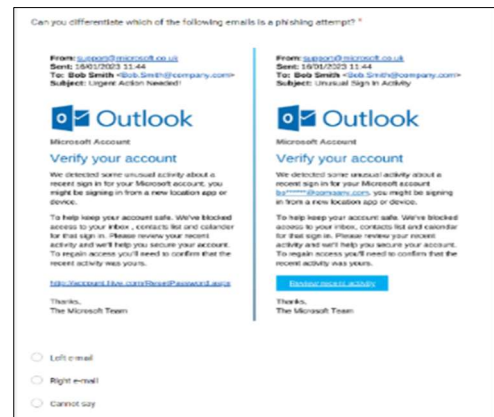 Can you differentiate which of the following emails is a phishing attempt? *
From: support@microsoft.co.uk
Sent: 16/01/2023 11:44
To: Bob Smith <Bob.Smith@company.com>
Subject: Urgent Action Needed!
Outlook
Microsoft Account
Verify your account
We detected some unusual activity about a
recent sign in for your Microsoft account, you
might be signing in from a new location app or
device.
To help keep your account safe. We've blocked
access to your inbox , contacts list and calander
for that sign in. Please review your recent
activity and we'll help you secure your account.
To regain access you'll need to confirm that the
recent activity was yours.
http://account.live.com/ResetPassword.aspx
Thanks,
The Microsoft Team
From: support@microsoft.co.uk
Sent: 16/01/2023 11:44
To: Bob Smith <Bob.Smith@company.com>
Subject: Unusual Sign In Activity
Outlook
Microsoft Account
Verify your account
We detected some unusual activity about a
recent sign in for your Microsoft account
@company.com, you might be signing
in from a new location app or device.
To help keep your account safe. We've blocked
access to your inbox, contacts list and calendar
for that sign in. Please review your recent
activity and we'll help you secure your account.
To regain access you'll need to confirm that the
recent activity was yours.
Review recent activity
Thanks,
The Microsoft Team
Left e-mail
Right e-mail
Cannot say